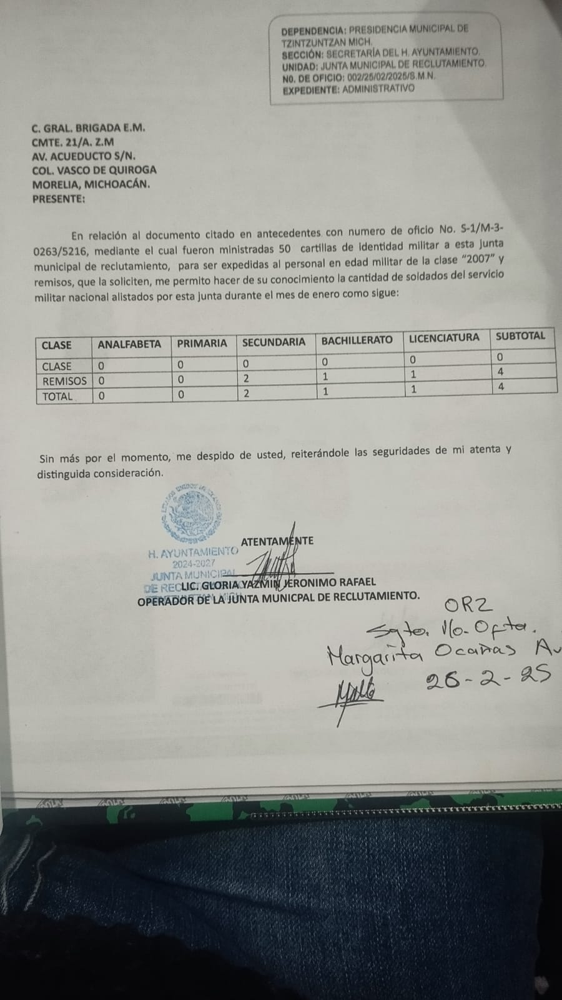 DEPENDENCIA: PRESIDENCIA MUNICIPAL DE
TZINTZUNTZAN MICH.
SECCIÓN: SECRETARÍA DEL H. AYUNTAMIENTO.
UNIDAD: JUNTA MUNICIPAL DE RECLUTAMIENTO.
N0. DE OFICIO: 002/25/02/2025/S.M.N.
EXPEDIENTE: ADMINISTRATIVO
C. GRAL. BRIGADA E.M.
CMTE. 21/A. Z.M
AV. ACUEDUCTO S/N.
COL. VASCO DE QUIROGA
MORELIA, MICHOACÁN.
PRESENTE:
En relación al documento citado en antecedentes con numero de oficio No. S-1/M-3-
0263/5216, mediante el cual fueron ministradas 50 cartillas de identidad militar a esta junta
municipal de reclutamiento, para ser expedidas al personal en edad militar de la clase “2007” y
remisos, que la soliciten, me permito hacer de su conocimiento la cantidad de soldados del servicio
militar nacional alistados por esta junta durante el mes de enero como sigue:
CLASE ANALFABETA PRIMARIA SECUNDARIA BACHILLERATO LICENCIATURA SUBTOTAL
CLASE 0 0 0 0 0 0
REMISOS 0 0 2 1 1 4
TOTAL 0 0 2 1 1 4
Sin más por el momento, me despido de usted, reiterándole las seguridades de mi atenta y
distinguida consideración.
ATENTAMENTE
H. AYUNTAMIENTO
2024-2027
JUNTA MUNICIPAL
DE
LIC. GLORIA YAZMIN JERONIMO RAFAEL
OPERADOR DE LA JUNTA MUNICPAL DE RECLUTAMIENTO.
ORZ
Sgto. 1/o. Ofta.
Margarita Ocañas
26-2-25